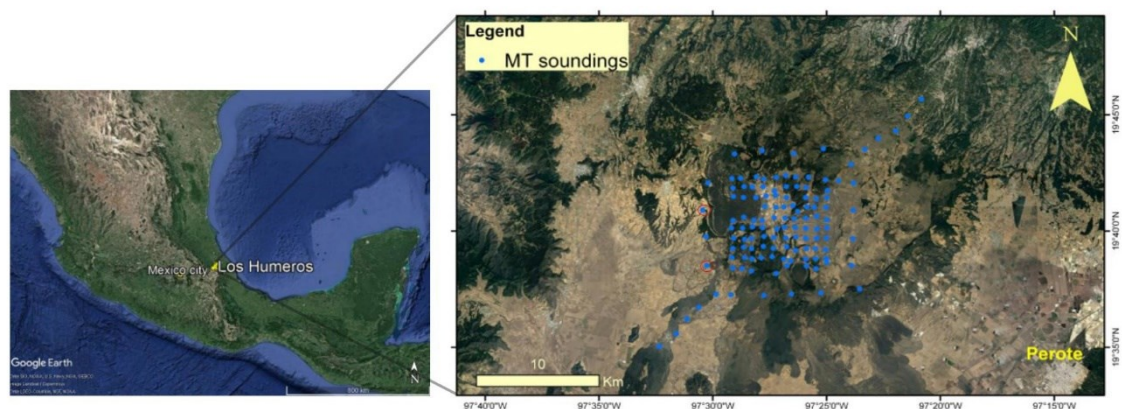 Legend
MT soundings
N
19°45'0"N
19°40'0"N
19°35'0"N
Mexico city
Los Humeros
Google Earth
N
10
Km
Perote
97°40'0"W
97°35'0"W
97°30'0"W
97°25'0"W
97°20'0"W
97°15'0"W